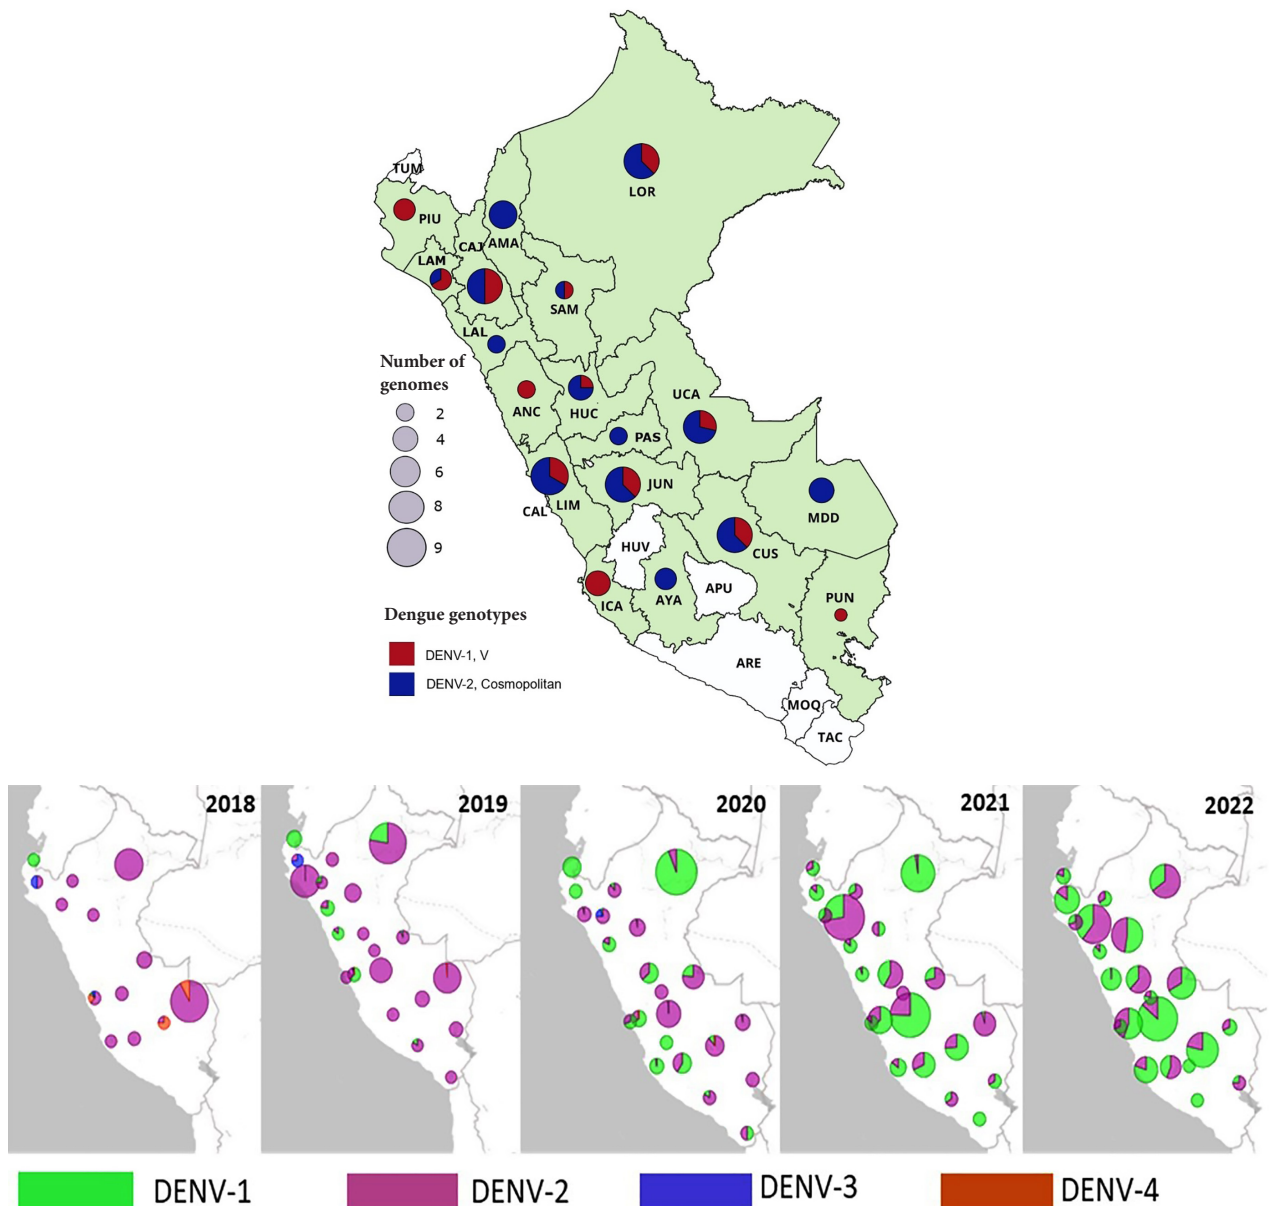 LOR
TUM
PIU
CAJ AMA
LAM
SAM
LAL
Number of
genomes
2
4
6
8
9
ANC
HUC
UCA
PAS
JUN
CAL LIM
MDD
HUV
CUS
ICA
AYA
APU
PUN
Dengue genotypes
DENV-1, V
DENV-2, Cosmopolitan
ARE
MOQ
TAC
2018
2019
2020
2021
2022
DENV-1
DENV-2
DENV-3
DENV-4